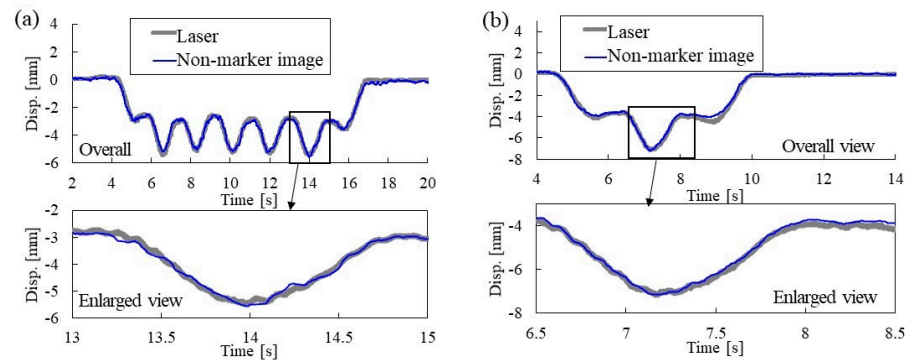 (a)
4
2
0
-2
-4
-6
Disp. [mm]
Laser
Non-marker image
Overall
2 4 6 8 10 12 14 16 18 20
Time [s]
-2
-3
-4
-5
-6
Disp. [mm]
Enlarged view
13 13.5 14 14.5 15
Time [s]
(b)
4
2
0
-2
-4
-6
-8
Disp. [mm]
Laser
Non-marker image
Overall view
4 6 8 10 12 14
Time [s]
-4
-6
-8
Disp. [mm]
Enlarged view
6.5 7 7.5 8 8.5
Time [s]